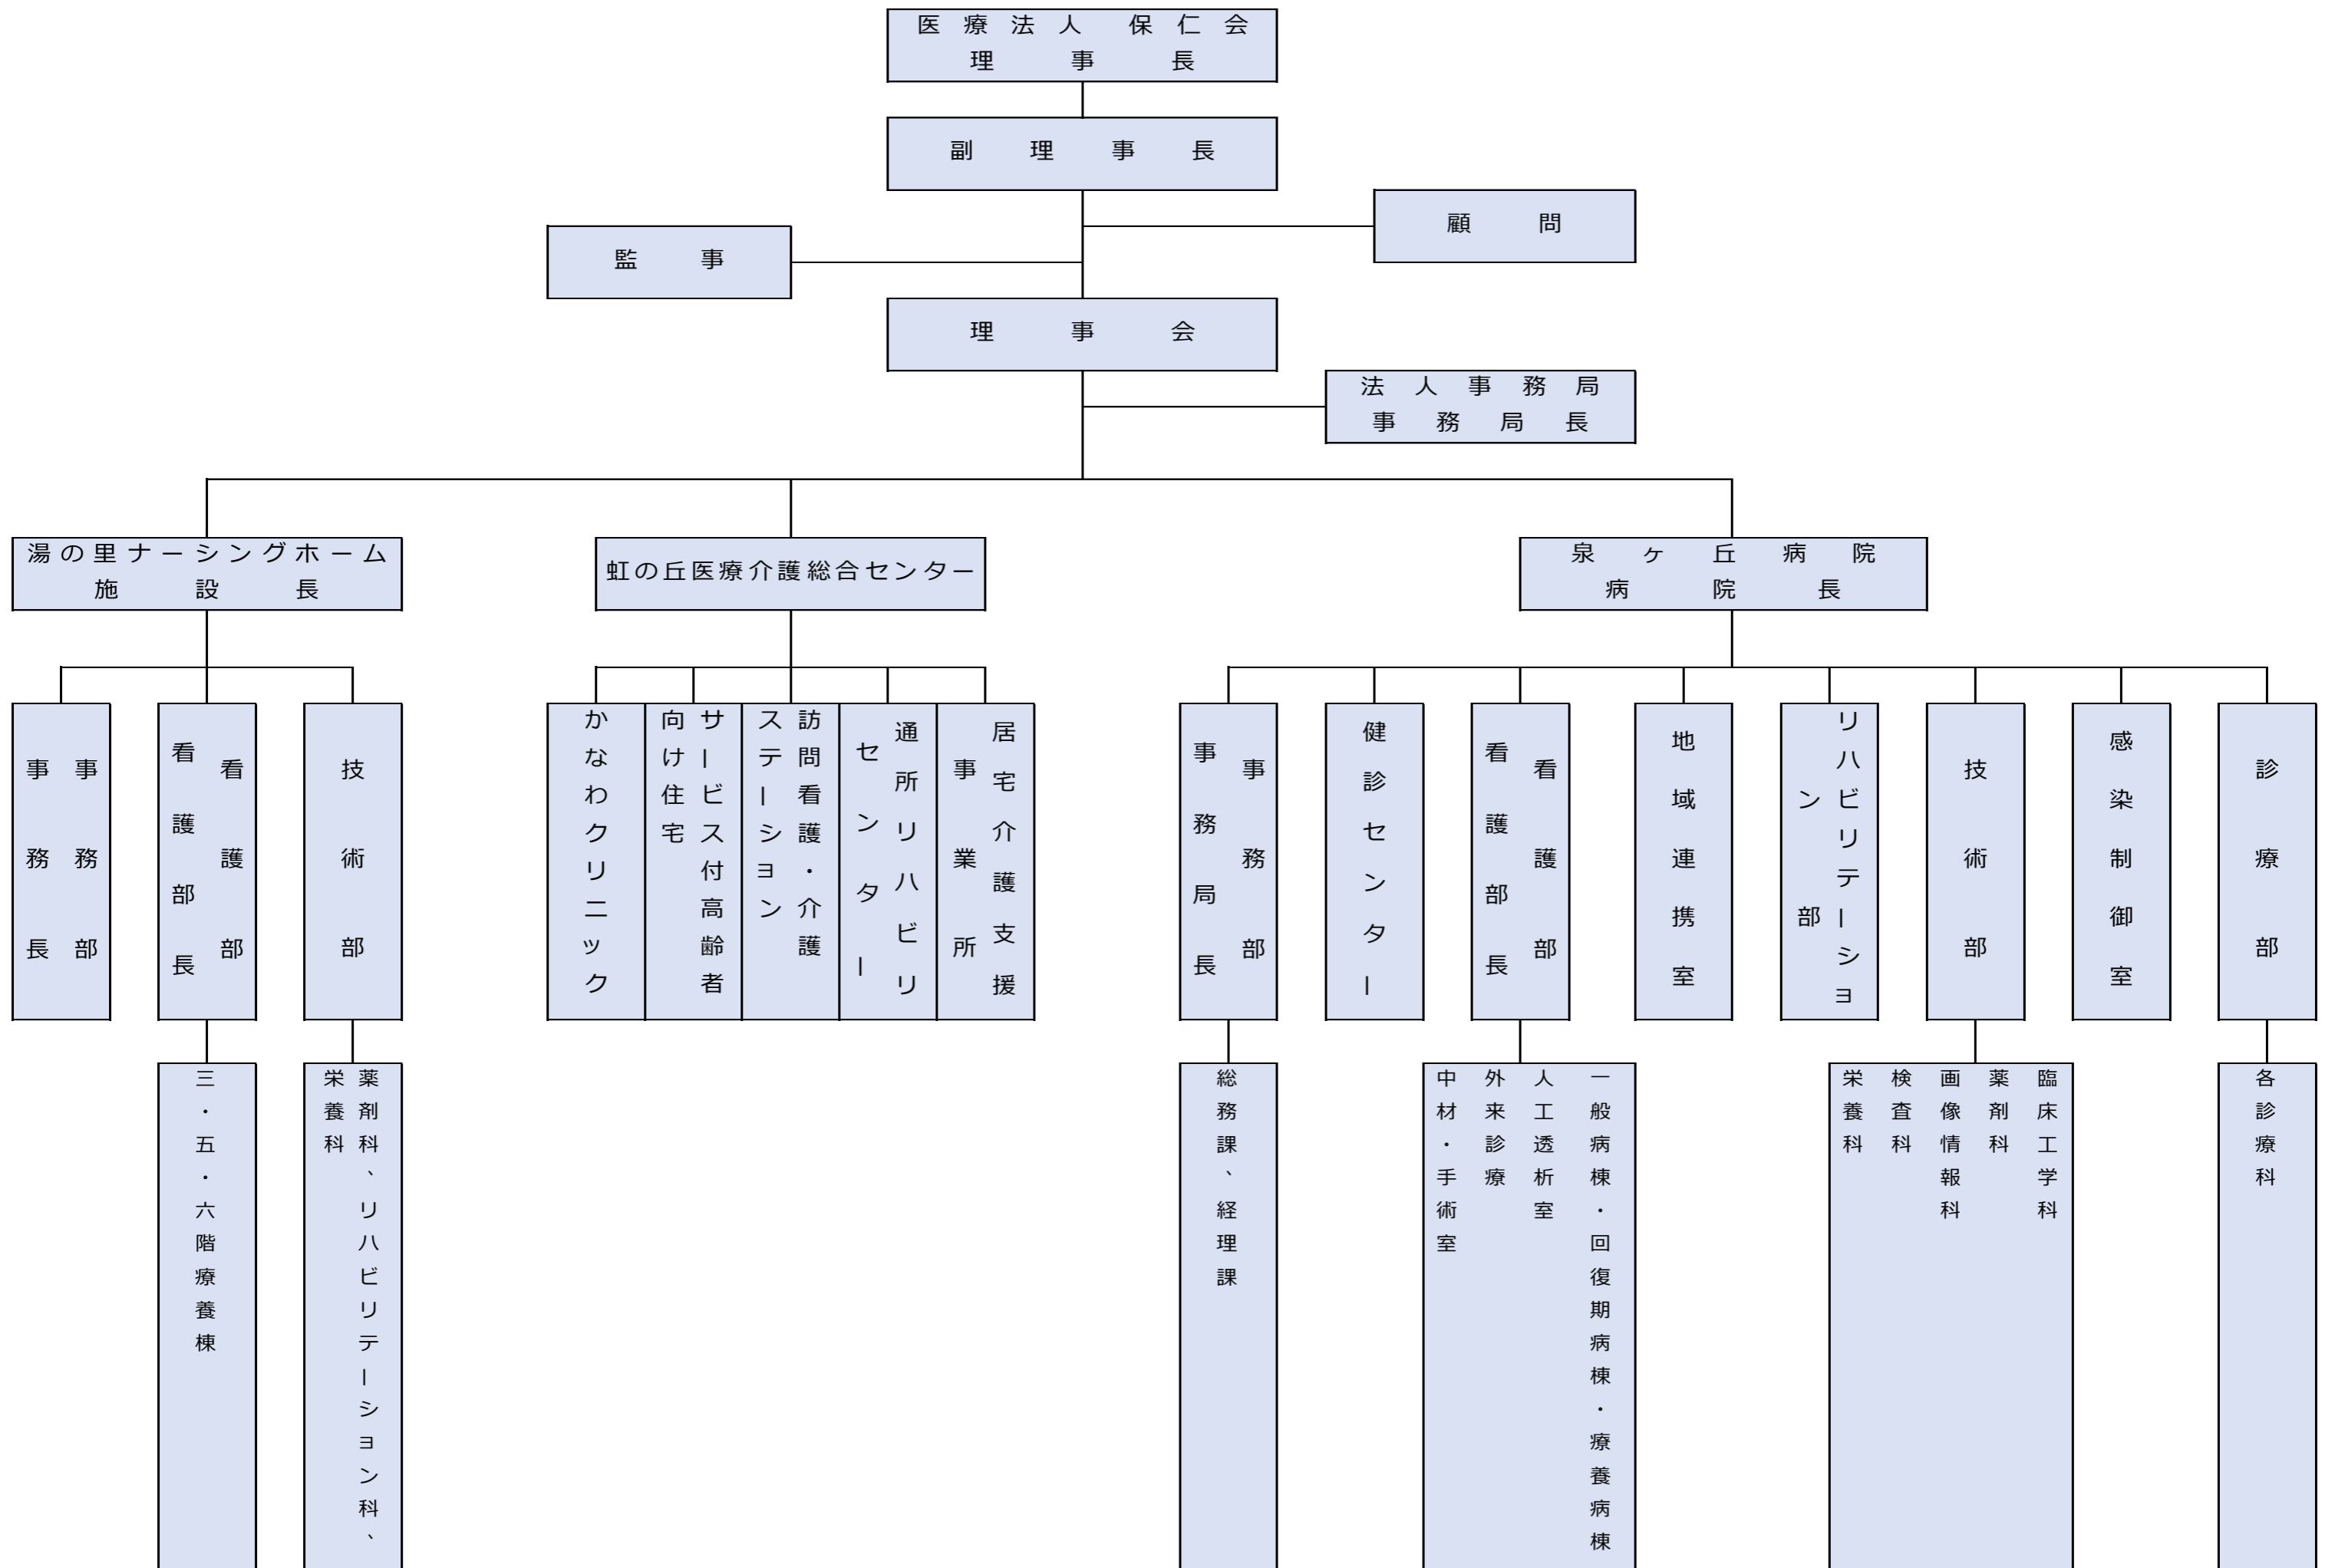 医療法人 保仁会
理事長
副理事長
顧問
監事
理事会
法人事務局
事務局長
湯の里ナーシングホーム
施設長
虹の丘医療介護総合センター
泉ヶ丘病院
病院長
事務部
事務長
看護部
看護部長
技術部
かなわクリニック
サービス付高齢者
向け住宅
訪問看護・介護
ステーション
通所リハビリ
センター
居宅介護支援
事業所
事務部
事務局長
健診センター
看護部
看護部長
地域連携室
リハビリテーショ
ン部
技術部
感染制御室
診療部
三・五・六階療養棟
薬剤科、リハビリテーション科、
栄養科
総務課、経理課
一般病棟・回復期病棟・療養病棟
人工透析室
外来診療
中材・手術室
臨床工学科
薬剤科
画像情報科
検査科
栄養科
各診療科